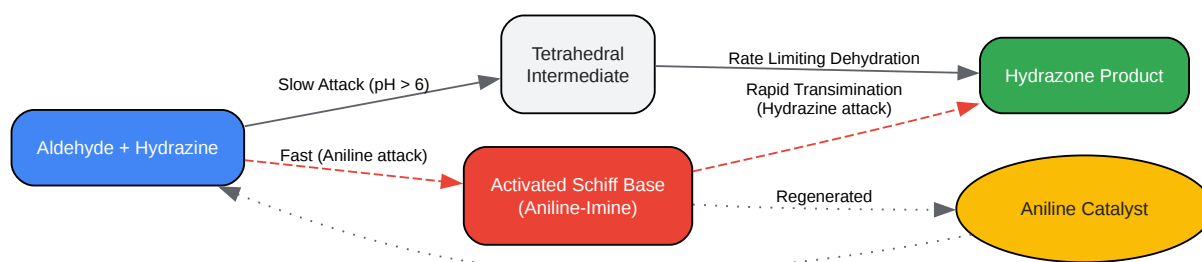 Tetrahedral
Intermediate
Rate Limiting Dehydration
Hydrazone Product
Slow Attack (pH > 6)
Rapid Transimination
(Hydrazine attack)
Aldehyde + Hydrazine
Fast (Aniline attack)
Activated Schiff Base
(Aniline-Imine)
Regenerated
Aniline Catalyst